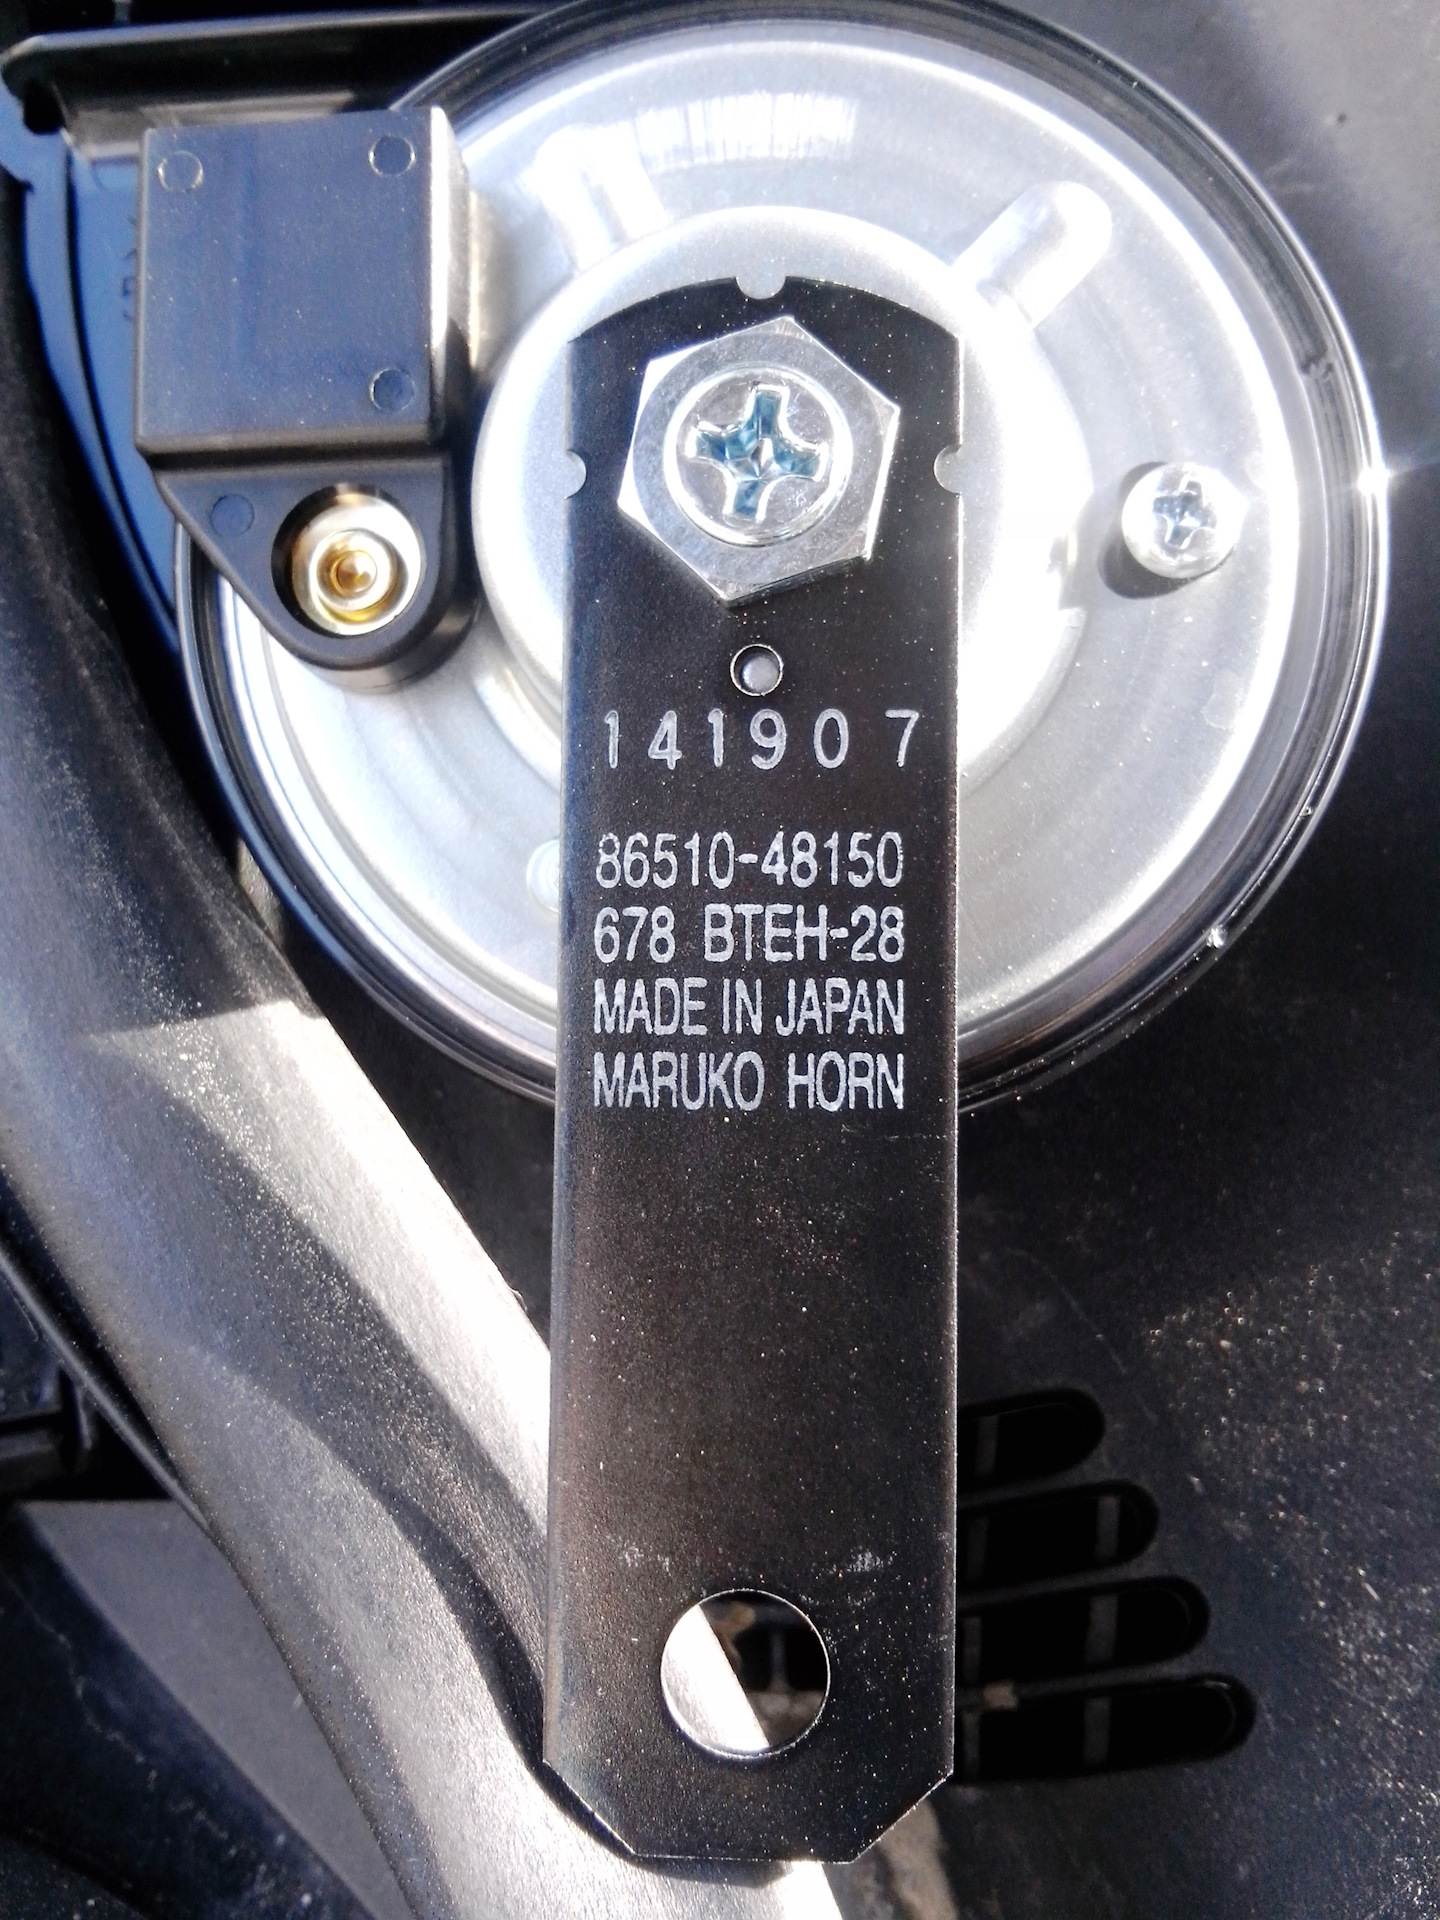 141907
86510-48150
678 BTEH-28
MADE IN JAPAN
MARUKO HORN